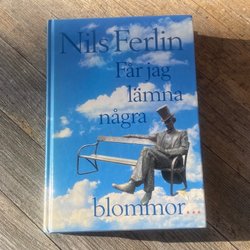 Nils Ferlin
Får jag
lämna
några
blommor...